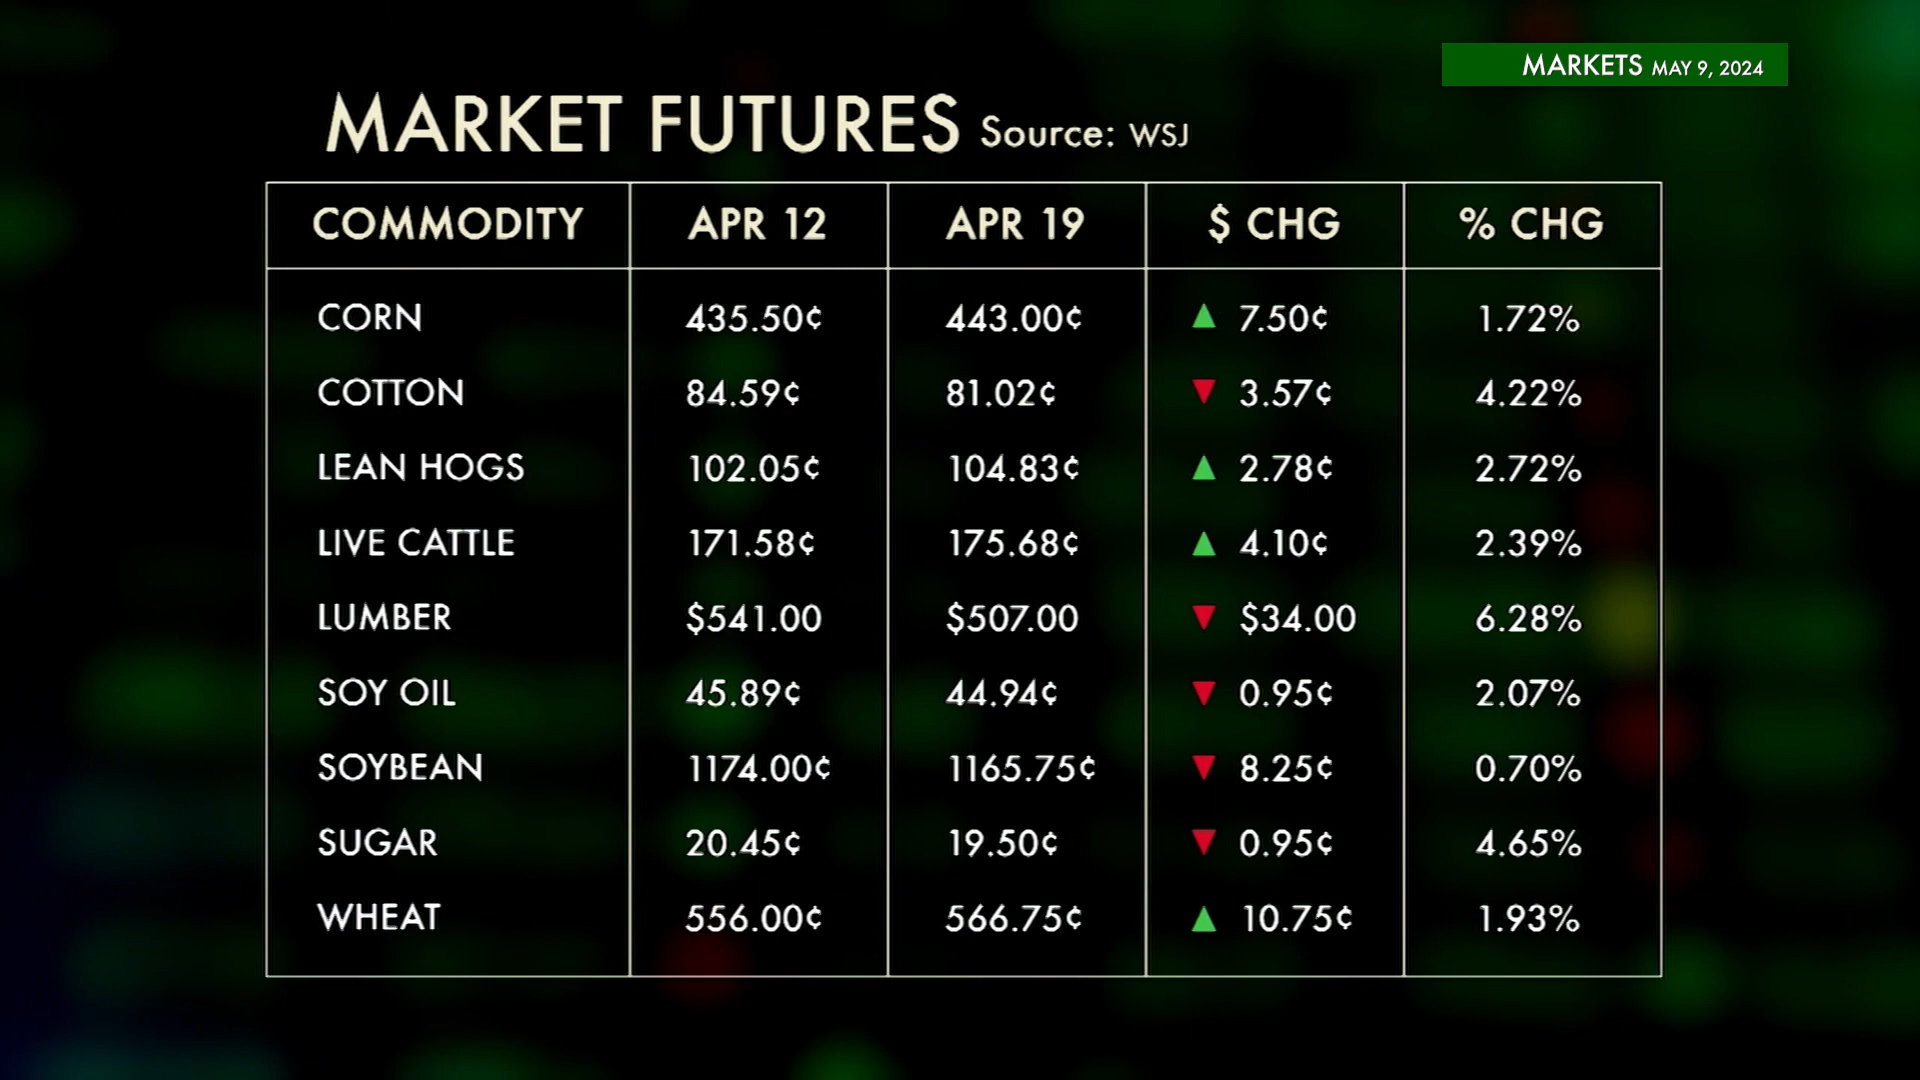 MARKETS MAY 9, 2024
MARKET FUTURES Source: WSJ
COMMODITY APR 12 APR 19 $ CHG % CHG
CORN 435.50¢ 443.00¢ ▲ 7.50¢ 1.72%
COTTON 84.59¢ 81.02¢ ▼ 3.57¢ 4.22%
LEAN HOGS 102.05¢ 104.83¢ ▲ 2.78¢ 2.72%
LIVE CATTLE 171.58¢ 175.68¢ ▲ 4.10¢ 2.39%
LUMBER $541.00 $507.00 ▼ $34.00 6.28%
SOY OIL 45.89¢ 44.94¢ ▼ 0.95¢ 2.07%
SOYBEAN 1174.00¢ 1165.75¢ ▼ 8.25¢ 0.70%
SUGAR 20.45¢ 19.50¢ ▼ 0.95¢ 4.65%
WHEAT 556.00¢ 566.75¢ ▲ 10.75¢ 1.93%